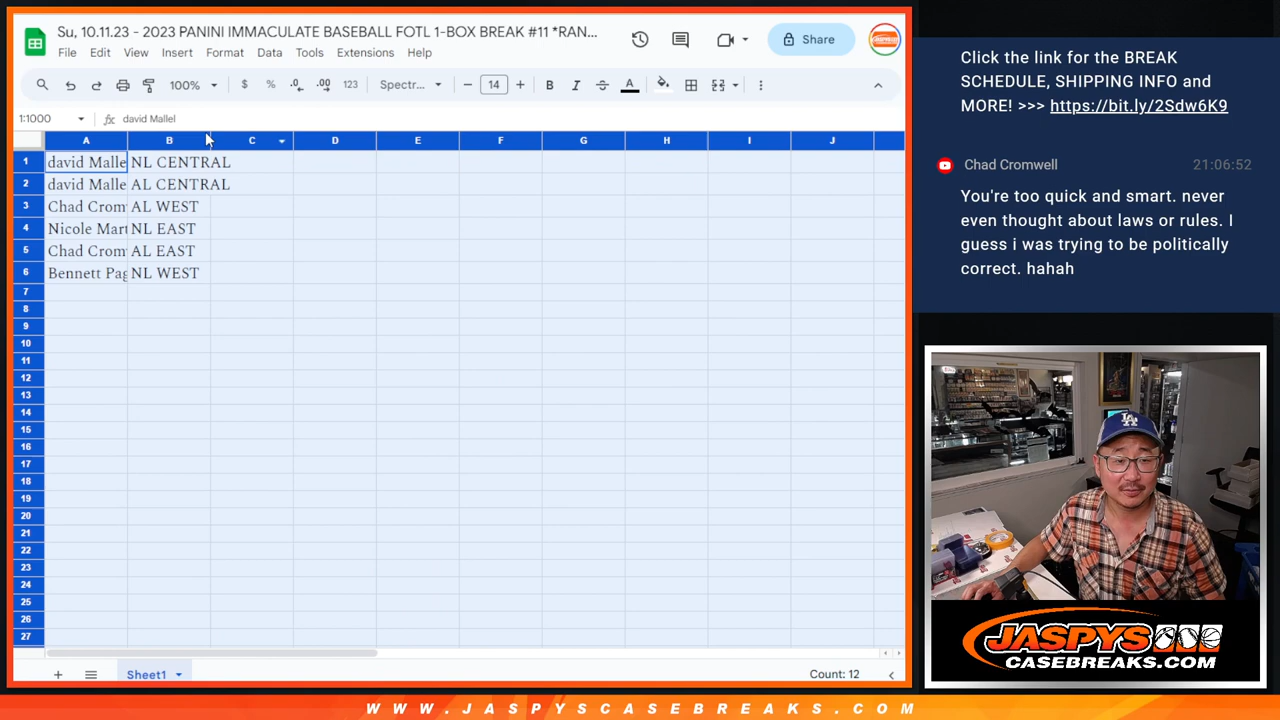 Su, 10.11.23 - 2023 PANINI IMMACULATE BASEBALL FOTL 1-BOX BREAK #11 *RAN...
File Edit View Insert Format Data Tools Extensions Help
Share
100% $ % .0 .00 123 Spectr... 14 B I S A
1:1000 fx david Mallel
A B C D E F G H I J
1 david Malle NL CENTRAL
2 david Malle AL CENTRAL
3 Chad Crom AL WEST
4 Nicole Mart NL EAST
5 Chad Crom AL EAST
6 Bennett Pag NL WEST
7
8
9
10
11
12
13
14
15
16
17
18
19
20
21
22
23
24
25
26
27
Sheet1 Count: 12
Click the link for the BREAK
SCHEDULE, SHIPPING INFO and
MORE! >>> https://bit.ly/2Sdw6K9
Chad Cromwell 21:06:52
You're too quick and smart. never
even thought about laws or rules. I
guess i was trying to be politically
correct. hahah
LA
JASPYS
CASEBREAKS.COM
WWW.JASPYSCASEBREAKS.COM